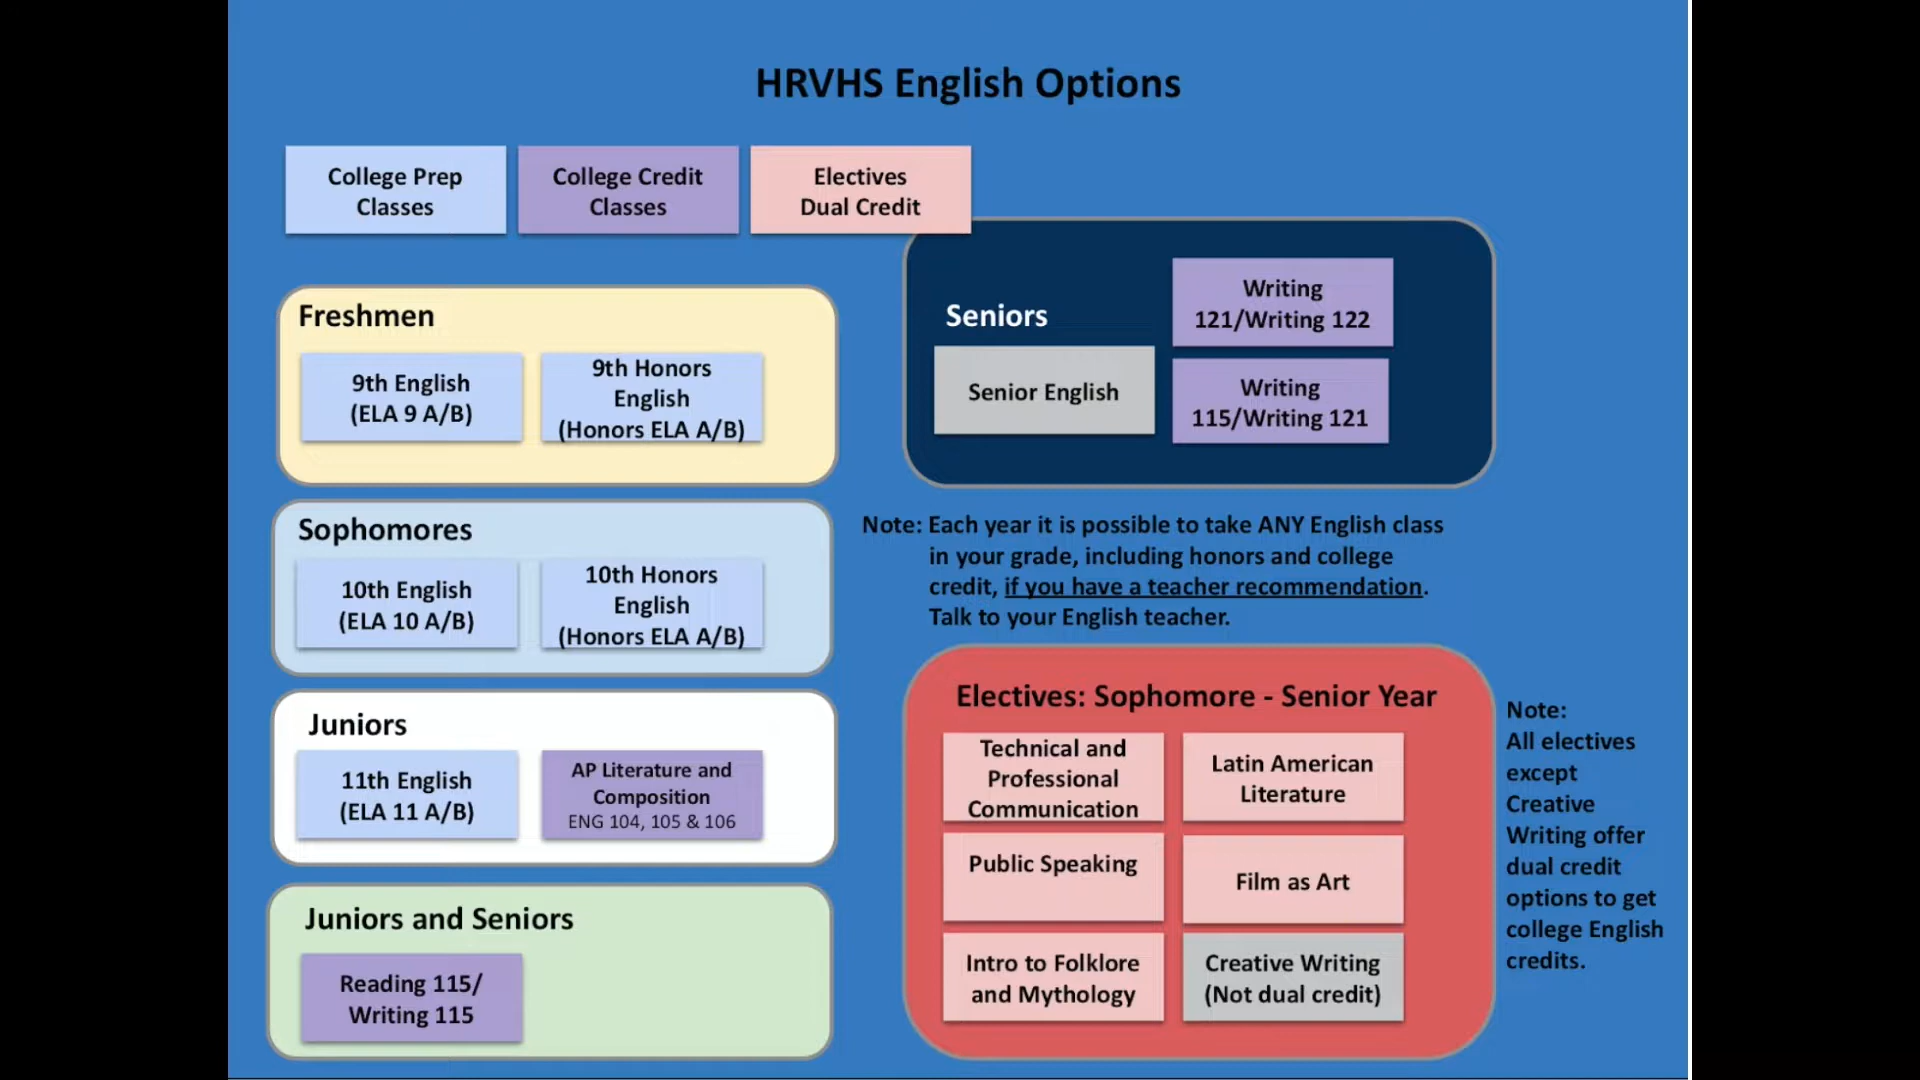 HRVHS English Options
College Prep
Classes
College Credit
Classes
Electives
Dual Credit
Freshmen
9th English
(ELA 9 A/B)
9th Honors
English
(Honors ELA A/B)
Sophomores
10th English
(ELA 10 A/B)
10th Honors
English
(Honors ELA A/B)
Juniors
11th English
(ELA 11 A/B)
AP Literature and
Composition
ENG 104, 105 & 106
Juniors and Seniors
Reading 115/
Writing 115
Seniors
Senior English
Writing
121/Writing 122
Writing
115/Writing 121
Note: Each year it is possible to take ANY English class
in your grade, including honors and college
credit, if you have a teacher recommendation.
Talk to your English teacher.
Electives: Sophomore - Senior Year
Technical and
Professional
Communication
Latin American
Literature
Public Speaking
Film as Art
Intro to Folklore
and Mythology
Creative Writing
(Not dual credit)
Note:
All electives
except
Creative
Writing offer
dual credit
options to get
college English
credits.